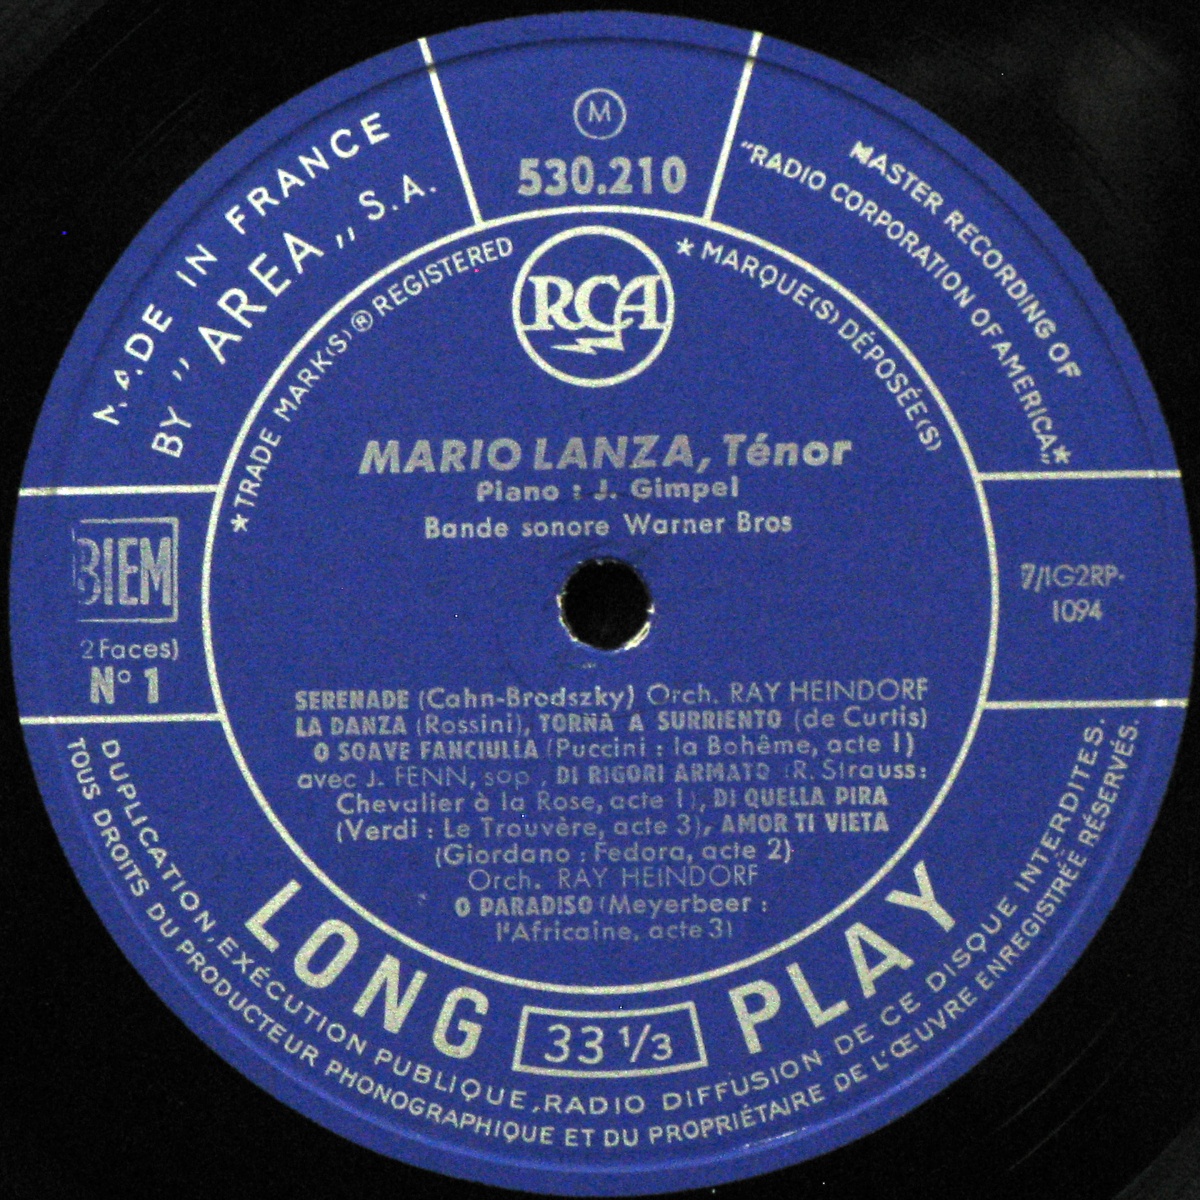 M
530.210
MADE IN FRANCE
BY „ AREA „ S.A.
MASTER RECORDING OF
"RADIO CORPORATION OF AMERICA„
★ TRADE MARK(S) ® REGISTERED
★ MARQUE(S) DÉPOSÉE(S) ★
RCA
MARIO LANZA, Ténor
Piano : J. Gimpel
Bande sonore Warner Bros
BIEM
2 Faces)
N° 1
7/IG2RP-
1094
SERENADE (Cahn-Brodszky) Orch. RAY HEINDORF
LA DANZA (Rossini), TORNA A SURRIENTO (de Curtis)
O SOAVE FANCIULLA (Puccini : la Bohême, acte 1)
avec J. FENN, sop., DI RIGORI ARMATO (R. Strauss:
Chevalier à la Rose, acte 1), DI QUELLA PIRA
(Verdi : Le Trouvère, acte 3), AMOR TI VIETA
(Giordano : Fedora, acte 2)
Orch. RAY HEINDORF
O PARADISO (Meyerbeer :
l'Africaine, acte 3)
LONG 33 1/3 PLAY
DUPLICATION, EXÉCUTION PUBLIQUE, RADIO DIFFUSION DE CE DISQUE INTERDITES.
TOUS DROITS DU PRODUCTEUR PHONOGRAPHIQUE ET DU PROPRIÉTAIRE DE L'ŒUVRE ENREGISTRÉE RÉSERVÉS.